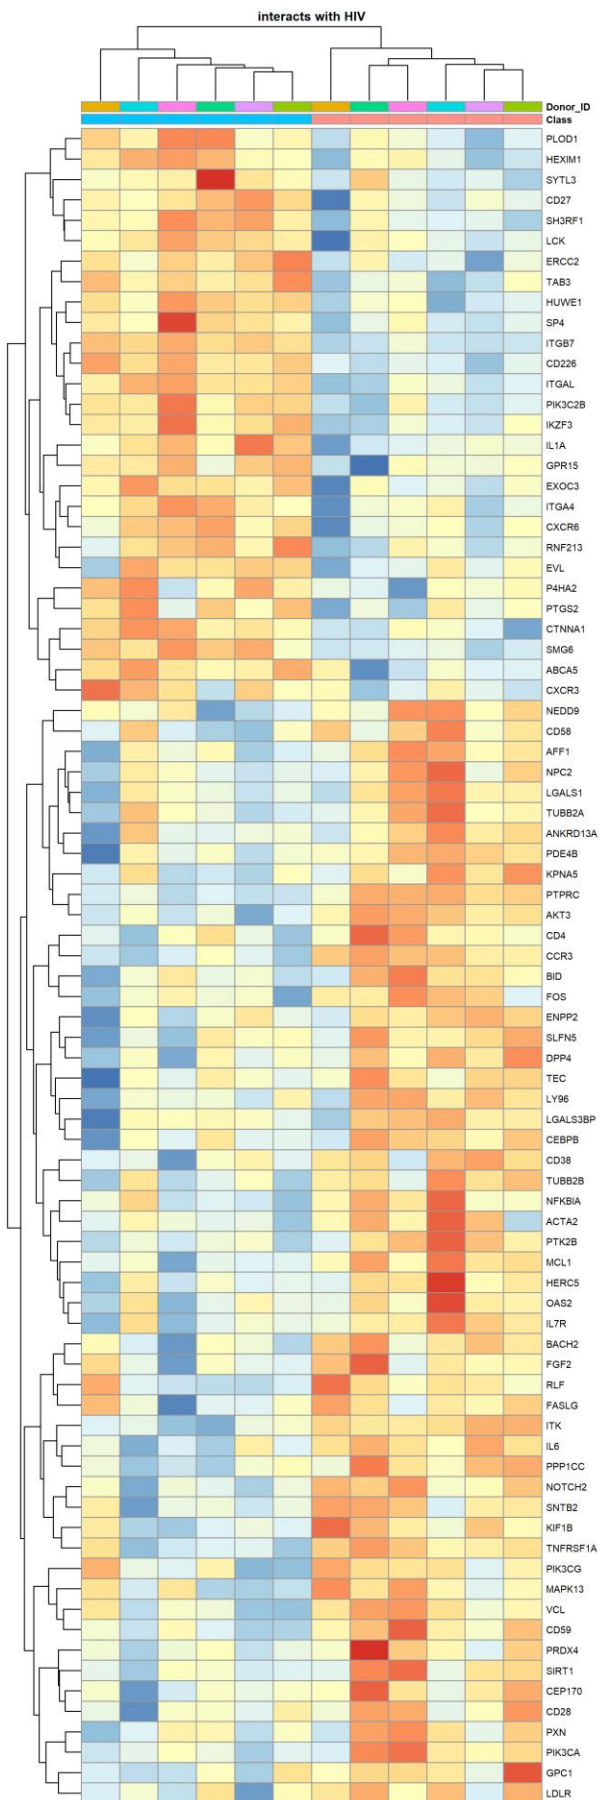 interacts with HIV
Donor_ID
Class
PLOD1
HEXIM1
SYTL3
CD27
SH3RF1
LCK
ERCC2
TAB3
HUWE1
SP4
ITGB7
CD226
ITGAL
PIK3C2B
IKZF3
IL1A
GPR15
EXOC3
ITGA4
CXCR6
RNF213
EVL
P4HA2
PTGS2
CTNNA1
SMG6
ABCA5
CXCR3
NEDD9
CD58
AFF1
NPC2
LGALS1
TUBB2A
ANKRD13A
PDE4B
KPNA5
PTPRC
AKT3
CD4
CCR3
BID
FOS
ENPP2
SLFN5
DPP4
TEC
LY96
LGALS3BP
CEBPB
CD38
TUBB2B
NFKBIA
ACTA2
PTK2B
MCL1
HERC5
OAS2
IL7R
BACH2
FGF2
RLF
FASLG
ITK
IL6
PPP1CC
NOTCH2
SNTB2
KIF1B
TNFRSF1A
PIK3CG
MAPK13
VCL
CD59
PRDX4
SIRT1
CEP170
CD28
PXN
PIK3CA
GPC1
LDLR